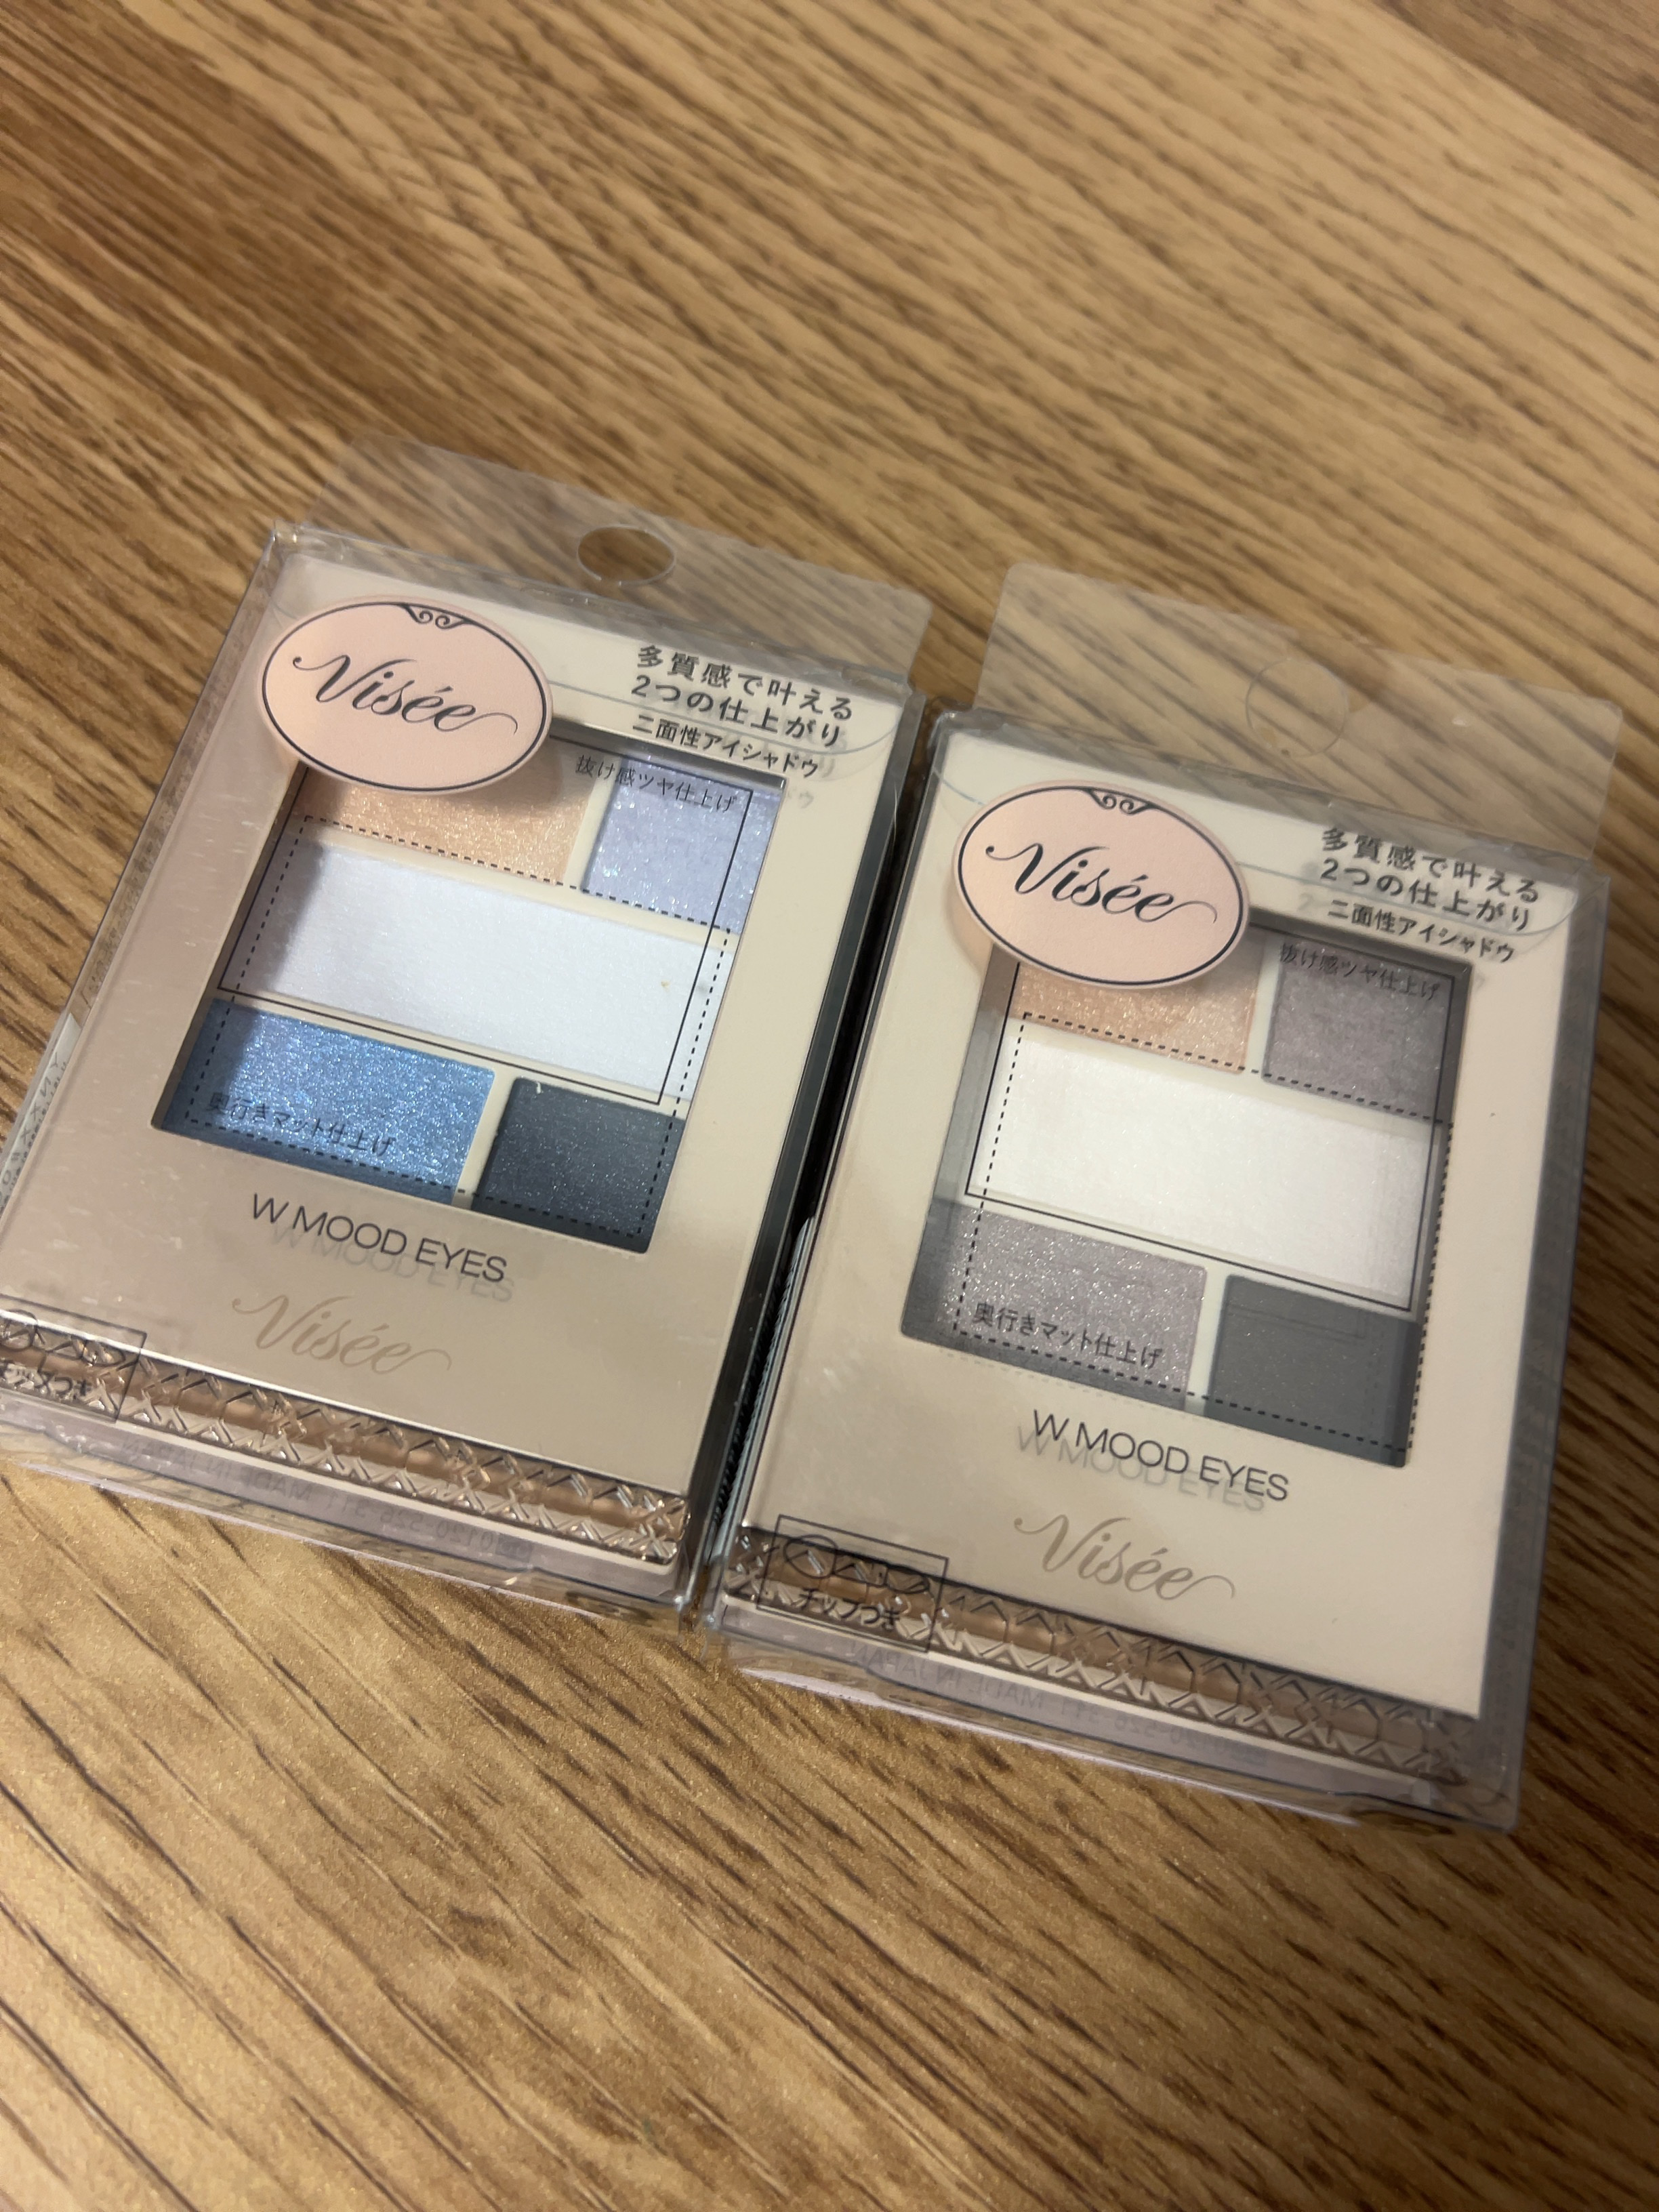 Visée
多質感で叶える
2つの仕上がり
二面性アイシャドウ
抜け感ツヤ仕上げ
奥行きマット仕上げ
W MOOD EYES
Visée
チップつき
Visée
多質感で叶える
2つの仕上がり
二面性アイシャドウ
抜け感ツヤ仕上げ
奥行きマット仕上げ
W MOOD EYES
Visée
チップつき